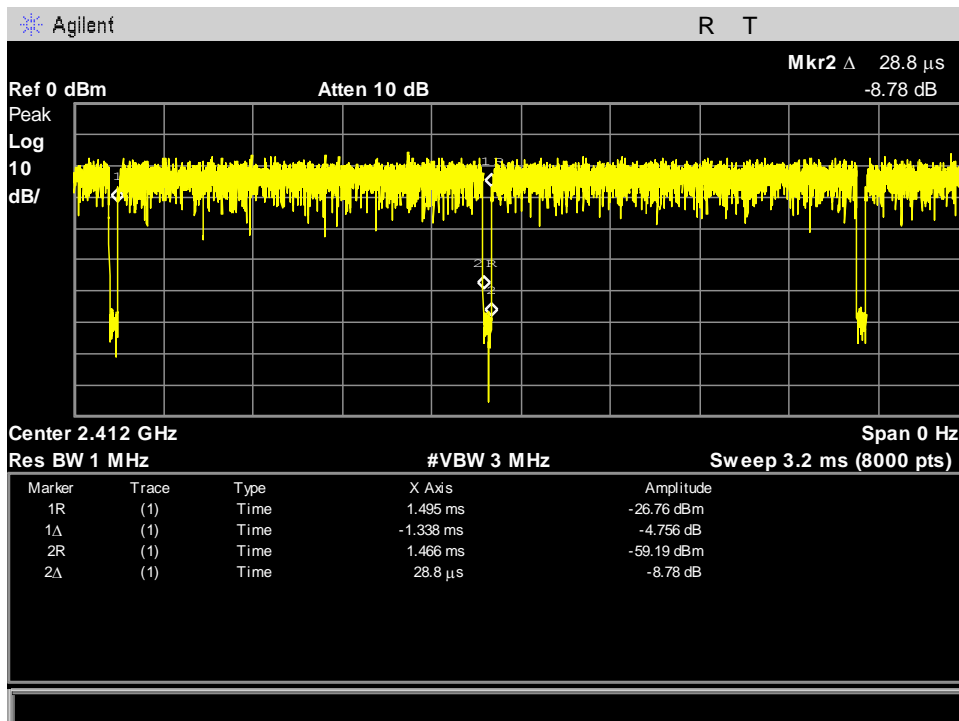 Agilent R T
Mkr2 Δ 28.8 μs
Ref 0 dBm Atten 10 dB -8.78 dB
Peak
Log
10
dB/
1
1 R
2 R
2
Center 2.412 GHz Span 0 Hz
Res BW 1 MHz #VBW 3 MHz Sweep 3.2 ms (8000 pts)
Marker Trace Type X Axis Amplitude
1R (1) Time 1.495 ms -26.76 dBm
1Δ (1) Time -1.338 ms -4.756 dB
2R (1) Time 1.466 ms -59.19 dBm
2Δ (1) Time 28.8 μs -8.78 dB